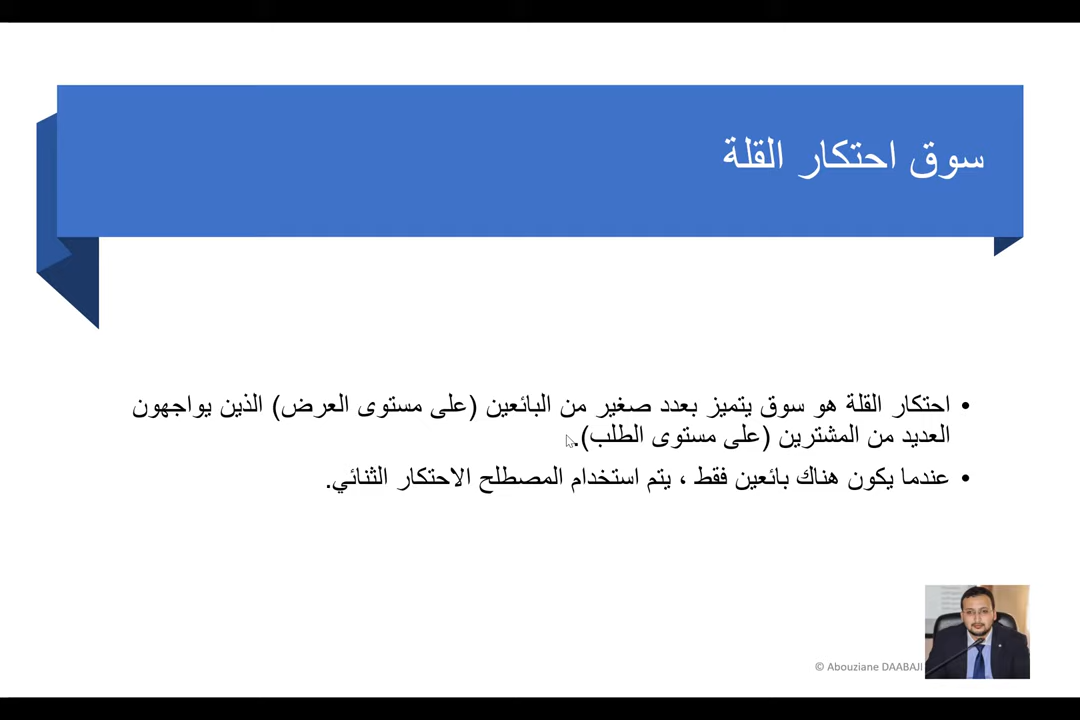 سوق احتكار القلة
• احتكار القلة هو سوق يتميز بعدد صغير من البائعين (على مستوى العرض) الذين يواجهون
العديد من المشترين (على مستوى الطلب).
• عندما يكون هناك بائعين فقط ، يتم استخدام المصطلح الاحتكار الثنائي.
© Abouziane DAABAJI